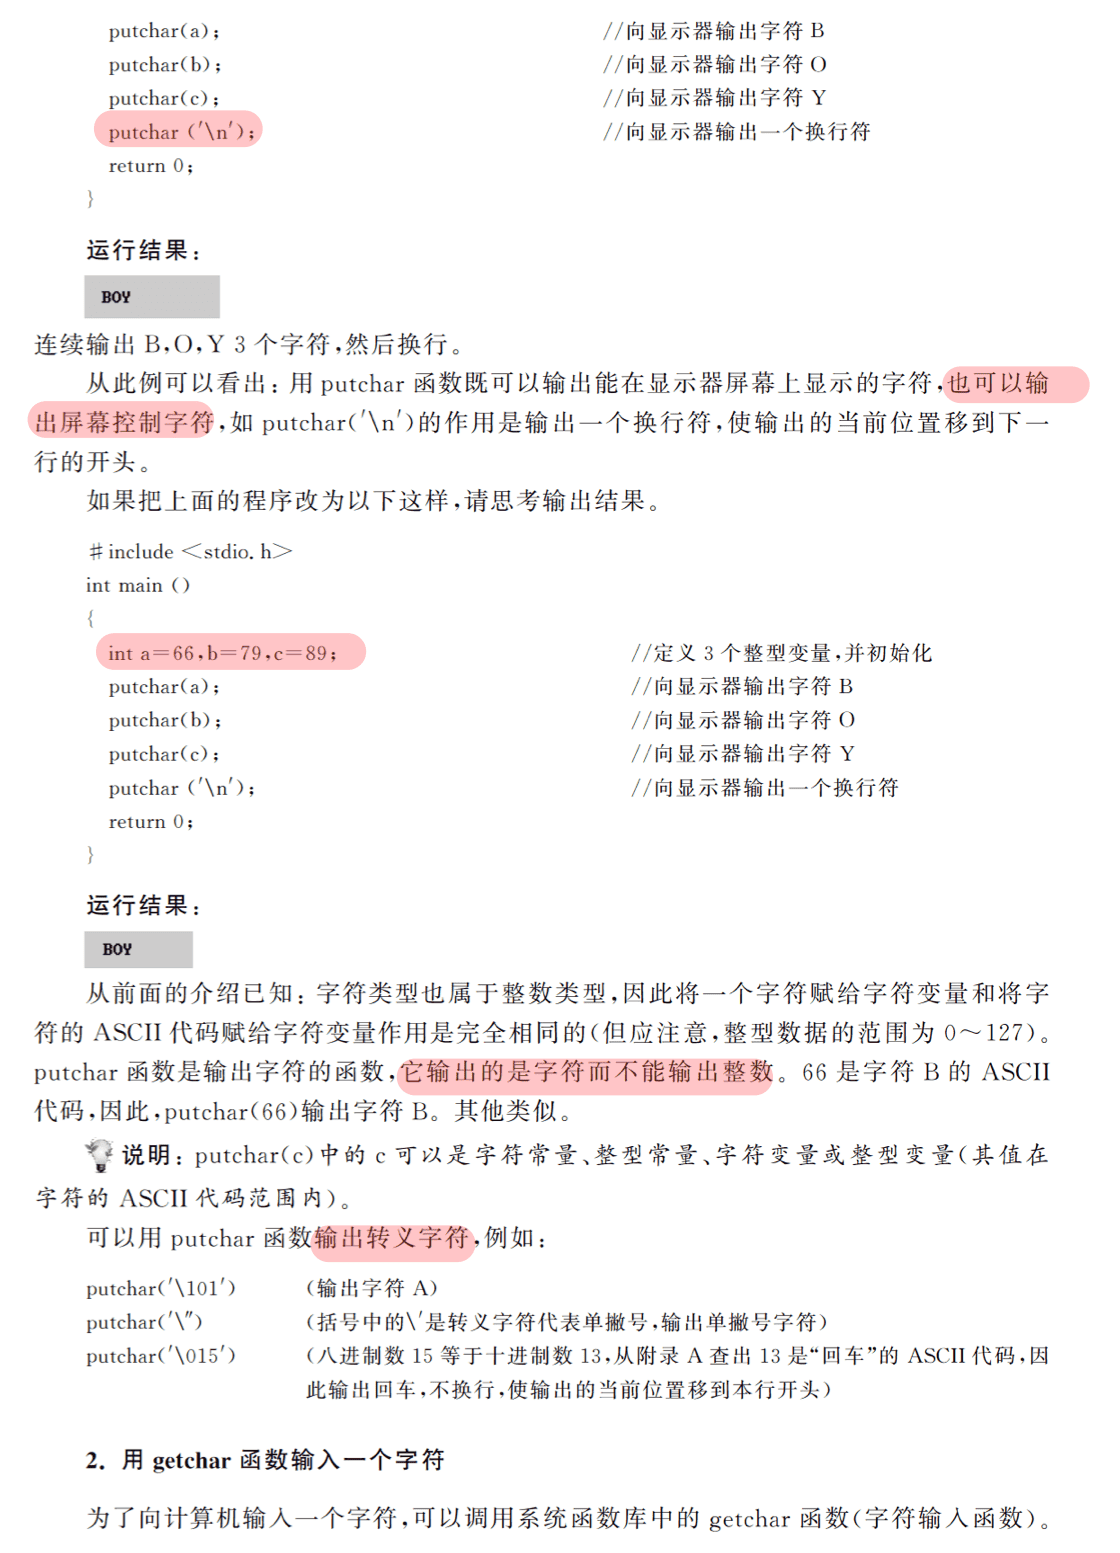 putchar(a); //向显示器输出字符 B
putchar(b); //向显示器输出字符 O
putchar(c); //向显示器输出字符 Y
putchar ('\n'); //向显示器输出一个换行符
return 0;
}
运行结果:
BOY
连续输出 B,O,Y 3 个字符,然后换行。
从此例可以看出: 用 putchar 函数既可以输出能在显示器屏幕上显示的字符,也可以输
出屏幕控制字符,如 putchar('\n')的作用是输出一个换行符,使输出的当前位置移到下一
行的开头。
如果把上面的程序改为以下这样,请思考输出结果。
#include <stdio.h>
int main ()
{
int a=66,b=79,c=89; //定义 3 个整型变量,并初始化
putchar(a); //向显示器输出字符 B
putchar(b); //向显示器输出字符 O
putchar(c); //向显示器输出字符 Y
putchar ('\n'); //向显示器输出一个换行符
return 0;
}
运行结果:
BOY
从前面的介绍已知: 字符类型也属于整数类型,因此将一个字符赋给字符变量和将字
符的 ASCII 代码赋给字符变量作用是完全相同的(但应注意,整型数据的范围为 0～127)。
putchar 函数是输出字符的函数,它输出的是字符而不能输出整数。66 是字符 B 的 ASCII
代码,因此,putchar(66)输出字符 B。其他类似。
说明: putchar(c)中的 c 可以是字符常量、整型常量、字符变量或整型变量(其值在
字符的 ASCII 代码范围内)。
可以用 putchar 函数输出转义字符,例如:
putchar('\101') (输出字符 A)
putchar('\'') (括号中的\'是转义字符代表单撇号,输出单撇号字符)
putchar('\015') (八进制数 15 等于十进制数 13,从附录 A 查出 13 是“回车”的 ASCII 代码,因
此输出回车,不换行,使输出的当前位置移到本行开头)
2. 用 getchar 函数输入一个字符
为了向计算机输入一个字符,可以调用系统函数库中的 getchar 函数(字符输入函数)。